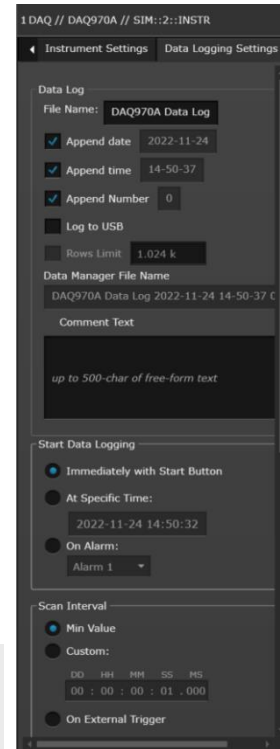 1 DAQ // DAQ970A // SIM::2::INSTR
Instrument Settings Data Logging Settings
Data Log
File Name: DAQ970A Data Log
Append date 2022-11-24
Append time 14-50-37
Append Number 0
Log to USB
Rows Limit 1.024 k
Data Manager File Name
DAQ970A Data Log 2022-11-24 14-50-37 0
Comment Text
up to 500-char of free-form text
Start Data Logging
Immediately with Start Button
At Specific Time:
2022-11-24 14:50:32
On Alarm:
Alarm 1
Scan Interval
Min Value
Custom:
DD HH MM SS MS
00 : 00 : 00 : 01 .000
On External Trigger